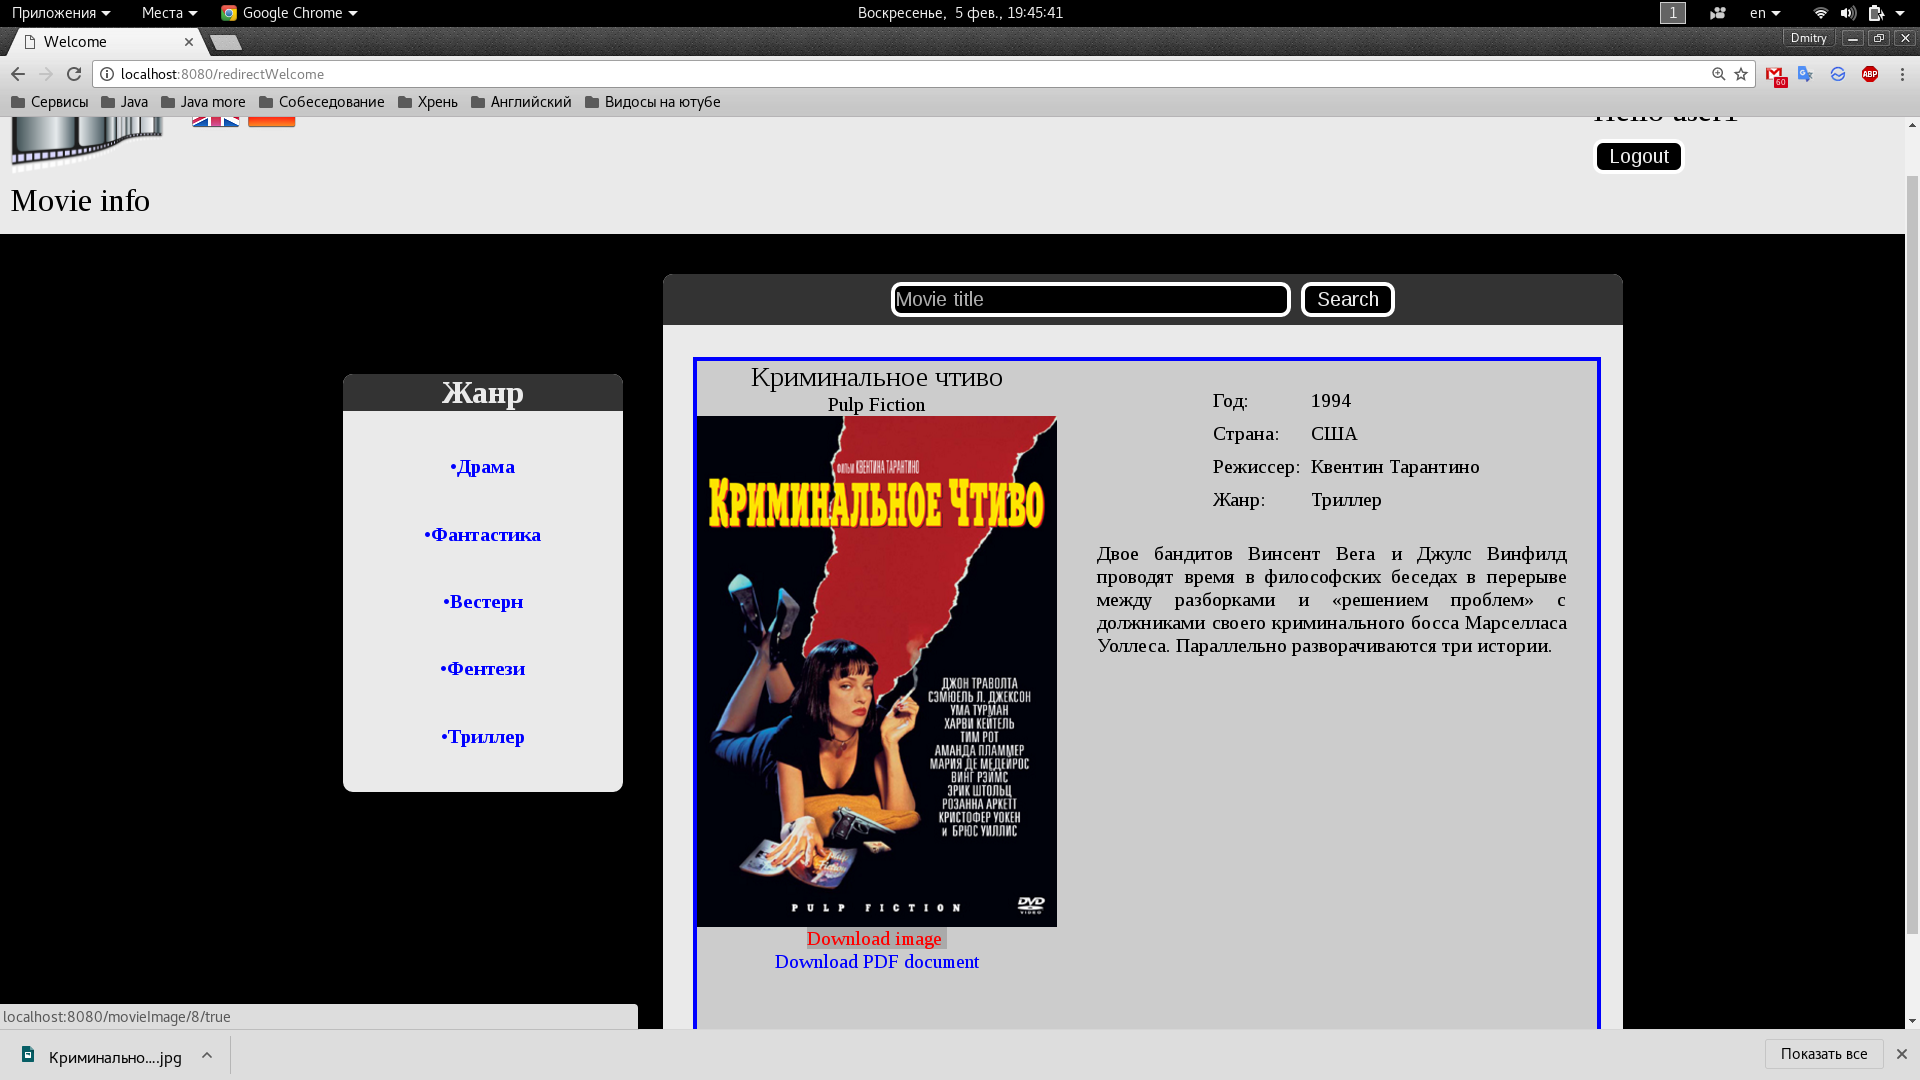 Приложения Места Google Chrome Воскресенье, 5 фев., 19:45:41 1 en
Welcome Dmitry
localhost:8080/redirectWelcome 60 ABP
Сервисы Java Java more Собеседование Хрень Английский Видосы на ютубе
Hello user1
Logout
Movie info
Movie title Search
Жанр
•Драма
•Фантастика
•Вестерн
•Фентези
•Триллер
Криминальное чтиво
Pulp Fiction
ФИЛЬМ КВЕНТИНА ТАРАНТИНО
КРИМИНАЛЬНОЕ ЧТИВО
ДЖОН ТРАВОЛТА
СЭМЮЕЛЬ Л. ДЖЕКСОН
УМА ТУРМАН
ХАРВИ КЕЙТЕЛЬ
ТИМ РОТ
АМАНДА ПЛАММЕР
МАРИЯ ДЕ МЕДЕЙРОС
ВИНГ РЭЙМС
ЭРИК ШТОЛЬЦ
РОЗАННА АРКЕТТ
КРИСТОФЕР УОКЕН
И БРЮС УИЛЛИС
PULP FICTION
DVD
VIDEO
Download image
Download PDF document
Год: 1994
Страна: США
Режиссер: Квентин Тарантино
Жанр: Триллер
Двое бандитов Винсент Вега и Джулс Винфилд
проводят время в философских беседах в перерыве
между разборками и «решением проблем» с
должниками своего криминального босса Марселласа
Уоллеса. Параллельно разворачиваются три истории.
localhost:8080/movieImage/8/true
Криминально....jpg Показать все